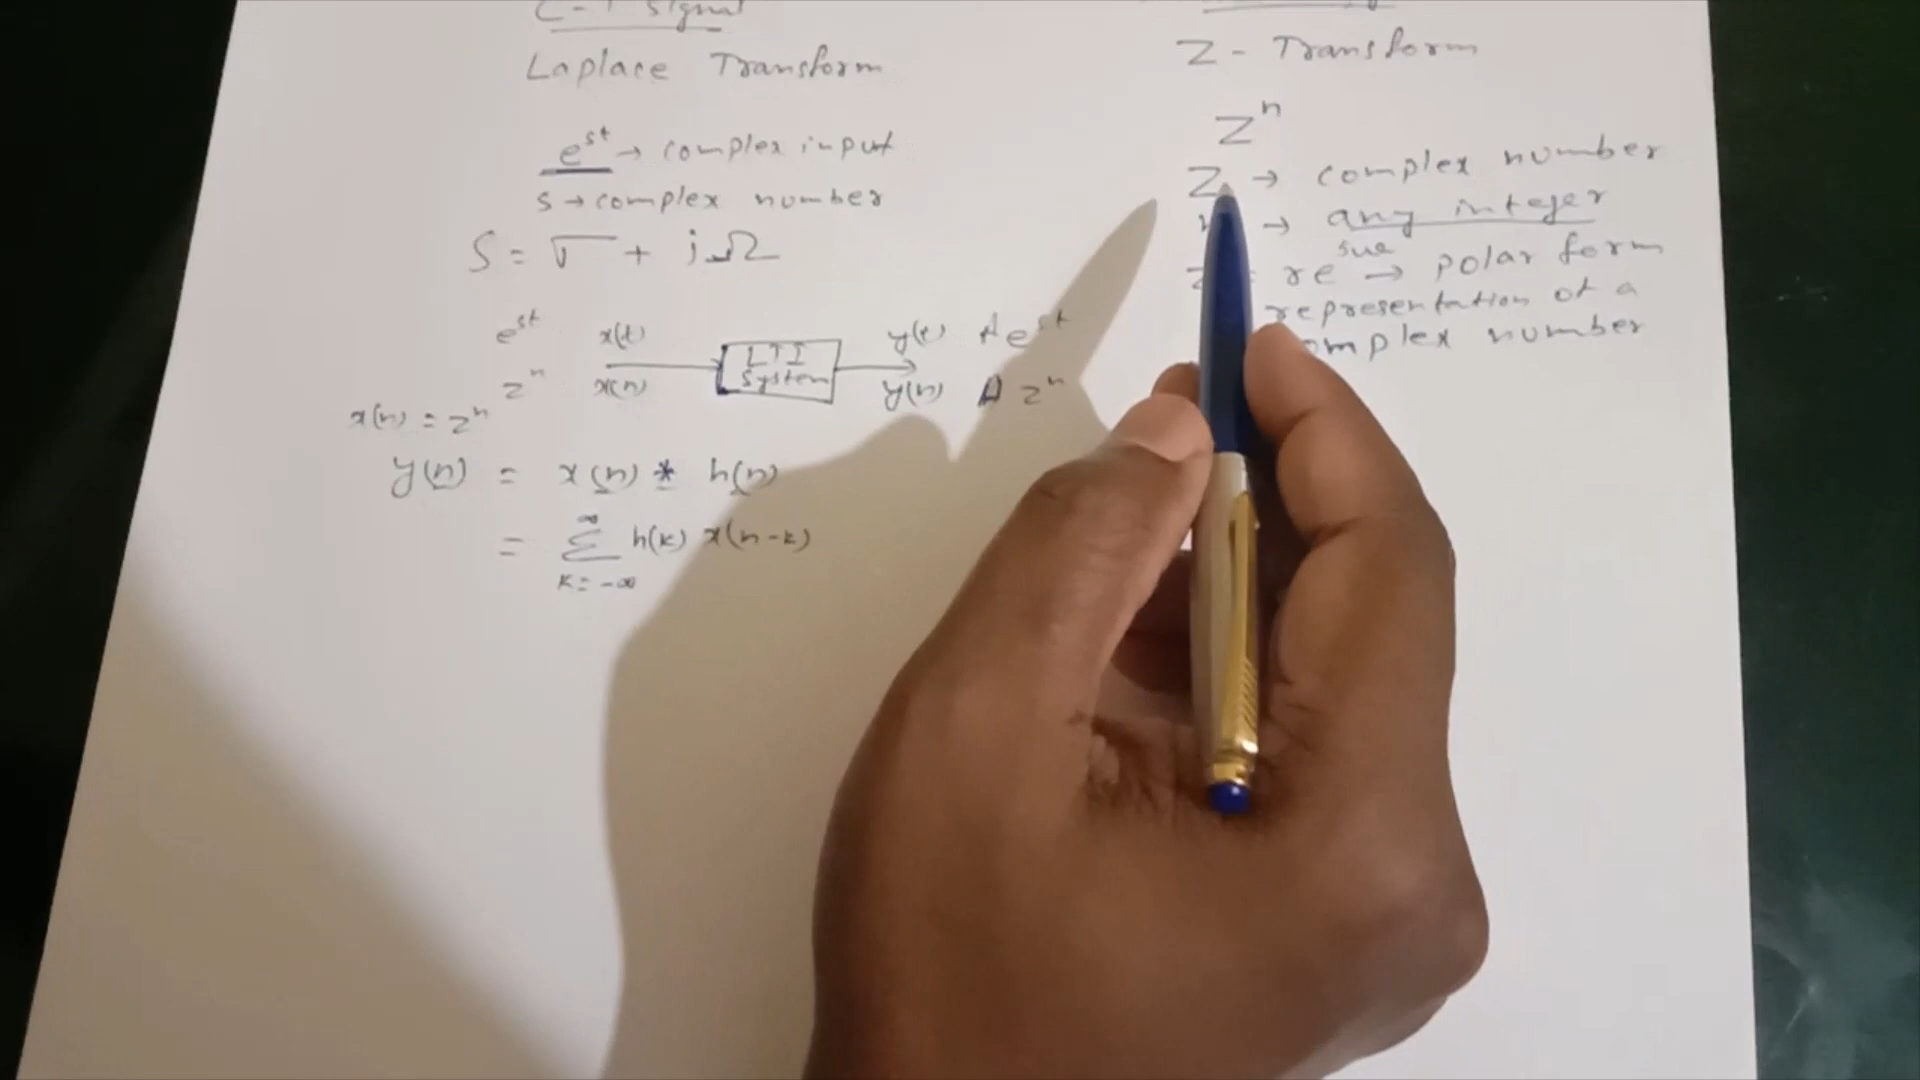 C-T signal
Laplace Transform
e^st → complex input
s → complex number
S = σ + jΩ
e^st x(t) y(t) A e^st
LTI System
z^n x(n) y(n) A z^n
x(n) = z^n
y(n) = x(n) * h(n)
= ∞ Σ k=-∞ h(k) x(n-k)
Z - Transform
Z^n
Z → complex number
→ any integer
re → polar form
representation of a
complex number